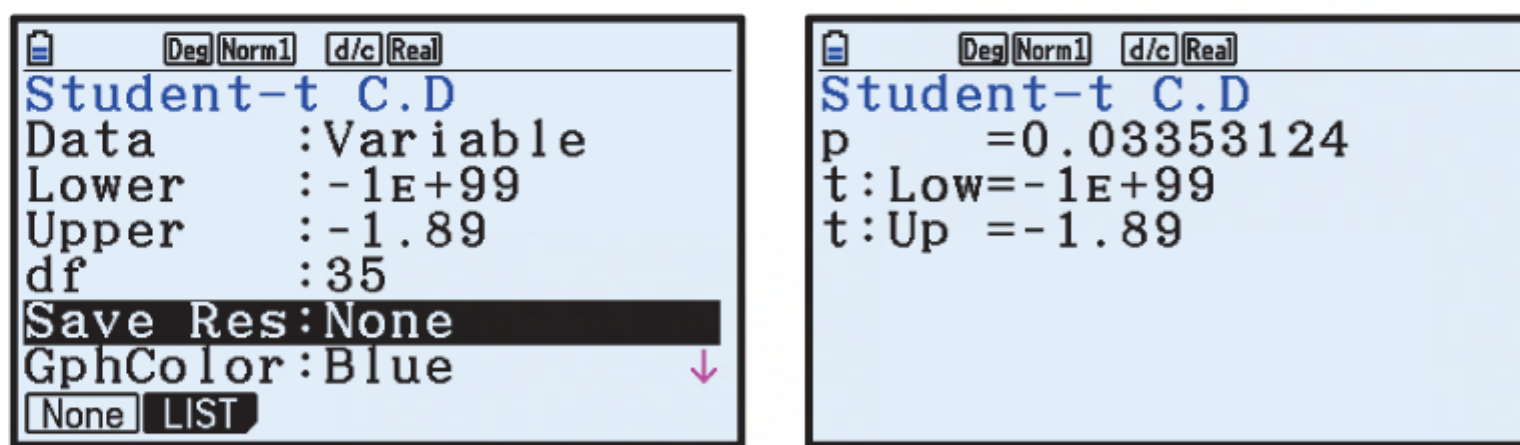 Deg Norm1 d/c Real
Student-t C.D
Data :Variable
Lower :-1E+99
Upper :-1.89
df :35
Save Res:None
GphColor:Blue ↓
None LIST
Deg Norm1 d/c Real
Student-t C.D
p =0.03353124
t:Low=-1E+99
t:Up =-1.89